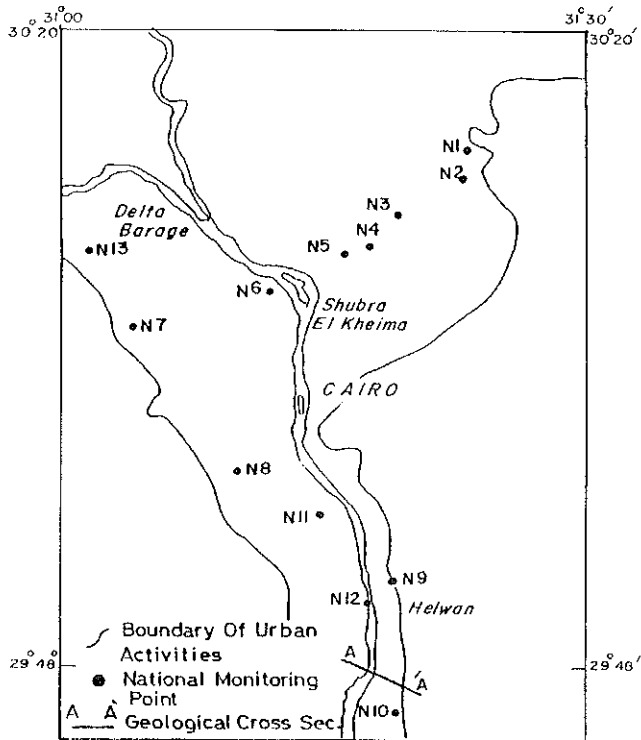 31°00
31°30'
30°20
30°20'
N1
N2
N3
N4
N5
Delta
Barage
N13
N6
Shubra
El Kheima
N7
CAIRO
N8
N11
N9
N12
Helwan
Boundary Of Urban
Activities
29°48'
29°48'
National Monitoring
Point
A
A'
N10
A A' Geological Cross Sec.